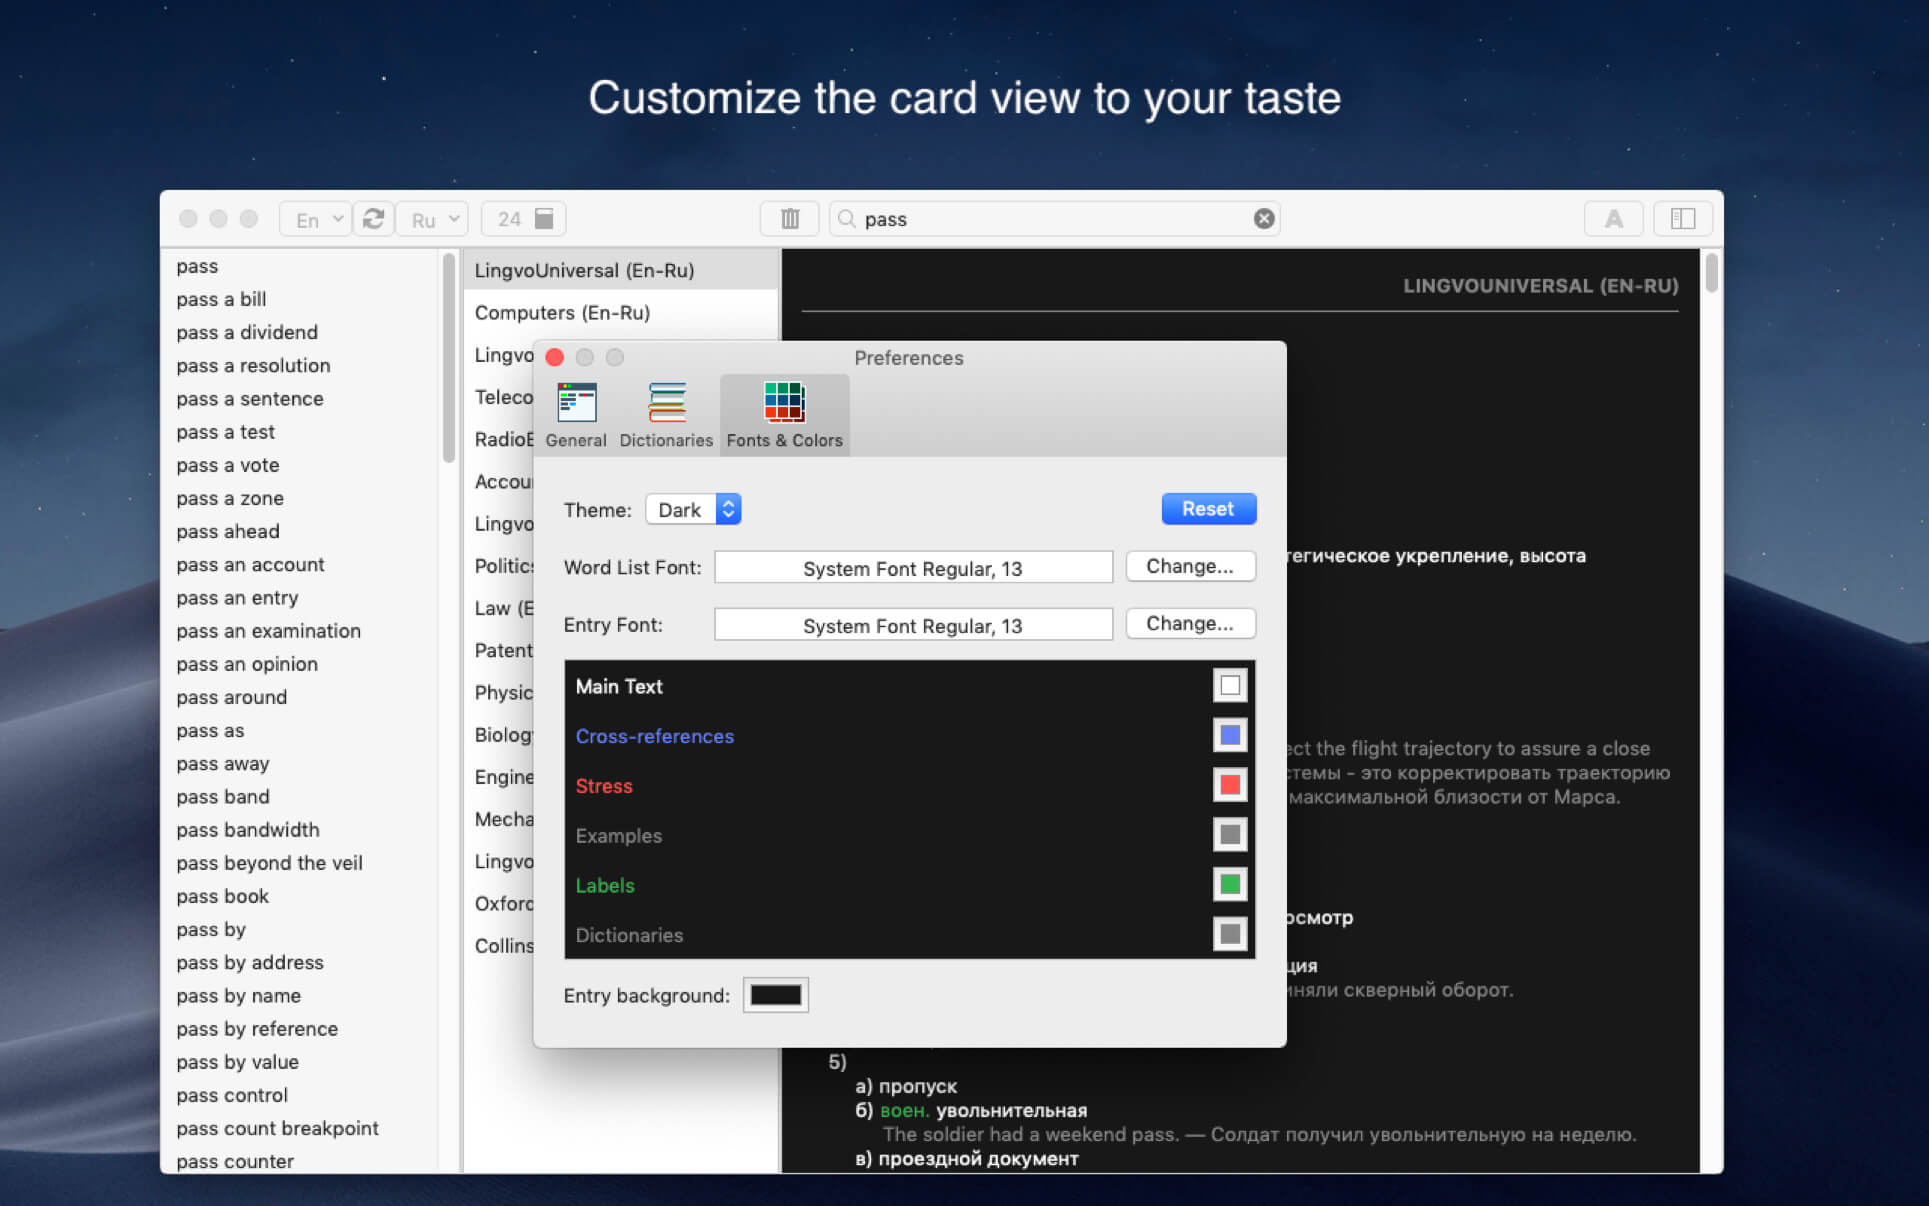 Customize the card view to your taste
En
Ru
24
pass
A
pass
pass a bill
pass a dividend
pass a resolution
pass a sentence
pass a test
pass a vote
pass a zone
pass ahead
pass an account
pass an entry
pass an examination
pass an opinion
pass around
pass as
pass away
pass band
pass bandwidth
pass beyond the veil
pass book
pass by
pass by address
pass by name
pass by reference
pass by value
pass control
pass count breakpoint
pass counter
LingvoUniversal (En-Ru)
Computers (En-Ru)
Lingvo
Teleco
RadioE
Accou
Lingvo
Politics
Law (E
Patent
Physic
Biology
Engine
Mecha
Lingvo
Oxford
Collins
Preferences
General
Dictionaries
Fonts & Colors
Theme: Dark
Reset
Word List Font: System Font Regular, 13 Change...
Entry Font: System Font Regular, 13 Change...
Main Text
Cross-references
Stress
Examples
Labels
Dictionaries
Entry background:
LINGVOUNIVERSAL (EN-RU)
тегическое укрепление, высота
ect the flight trajectory to assure a close
стемы - это корректировать траекторию
максимальной близости от Марса.
осмотр
ция
иняли скверный оборот.
5)
а) пропуск
б) воен. увольнительная
The soldier had a weekend pass. — Солдат получил увольнительную на неделю.
в) проездной документ